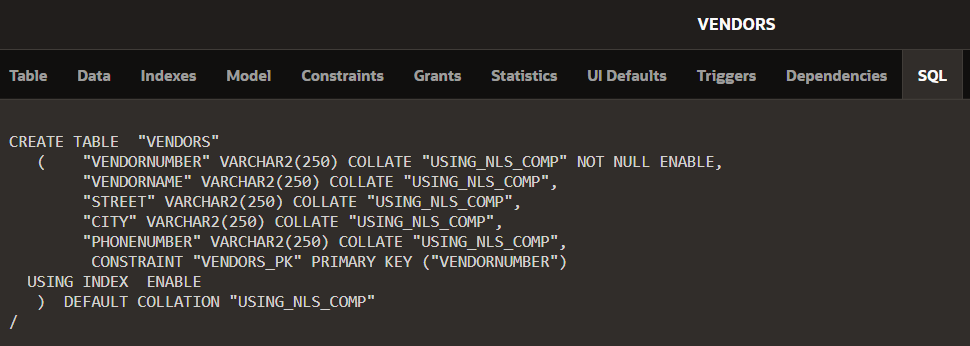 VENDORS
Table Data Indexes Model Constraints Grants Statistics UI Defaults Triggers Dependencies SQL
CREATE TABLE  "VENDORS"
   (    "VENDORNUMBER" VARCHAR2(250) COLLATE "USING_NLS_COMP" NOT NULL ENABLE,
        "VENDORNAME" VARCHAR2(250) COLLATE "USING_NLS_COMP",
        "STREET" VARCHAR2(250) COLLATE "USING_NLS_COMP",
        "CITY" VARCHAR2(250) COLLATE "USING_NLS_COMP",
        "PHONENUMBER" VARCHAR2(250) COLLATE "USING_NLS_COMP",
         CONSTRAINT "VENDORS_PK" PRIMARY KEY ("VENDORNUMBER")
  USING INDEX  ENABLE
   )  DEFAULT COLLATION "USING_NLS_COMP"
/